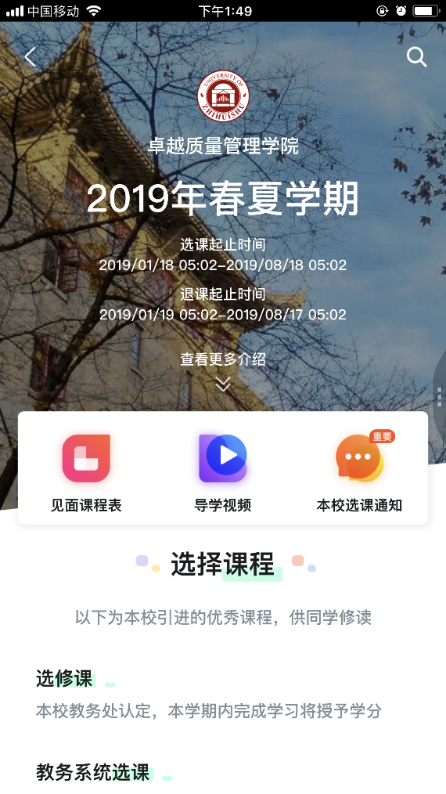 中国移动
下午1:49
UNIVERSITY OF
ZHIHUISHU
卓越质量管理学院
2019年春夏学期
选课起止时间
2019/01/18 05:02-2019/08/18 05:02
退课起止时间
2019/01/19 05:02-2019/08/17 05:02
查看更多介绍
重要
见面课程表
导学视频
本校选课通知
选择课程
以下为本校引进的优秀课程，供同学修读
选修课
本校教务处认定，本学期内完成学习将授予学分
教务系统选课